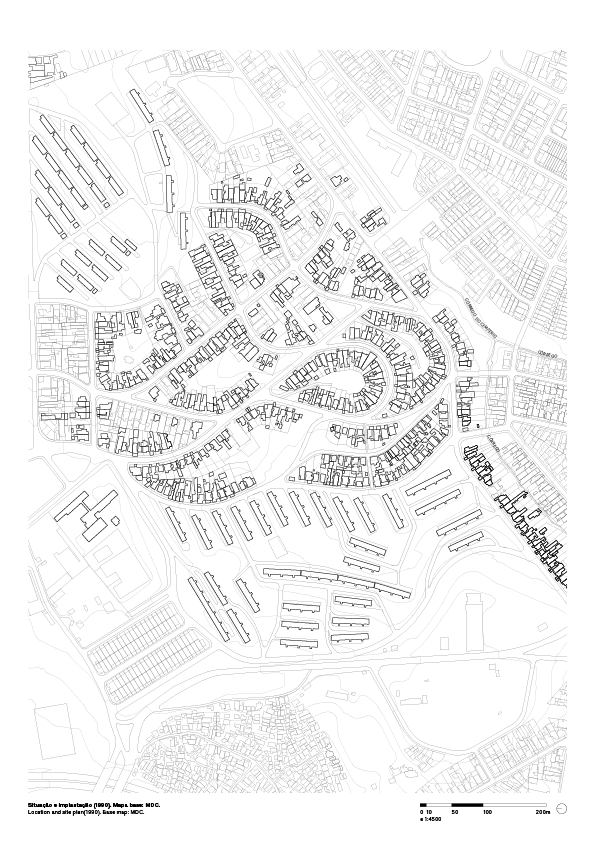 Situação e implantação (1990). Mapa base: MDC.
Location and site plan(1990). Base map: MDC.
0 10 50 100 200m
e 1:4500